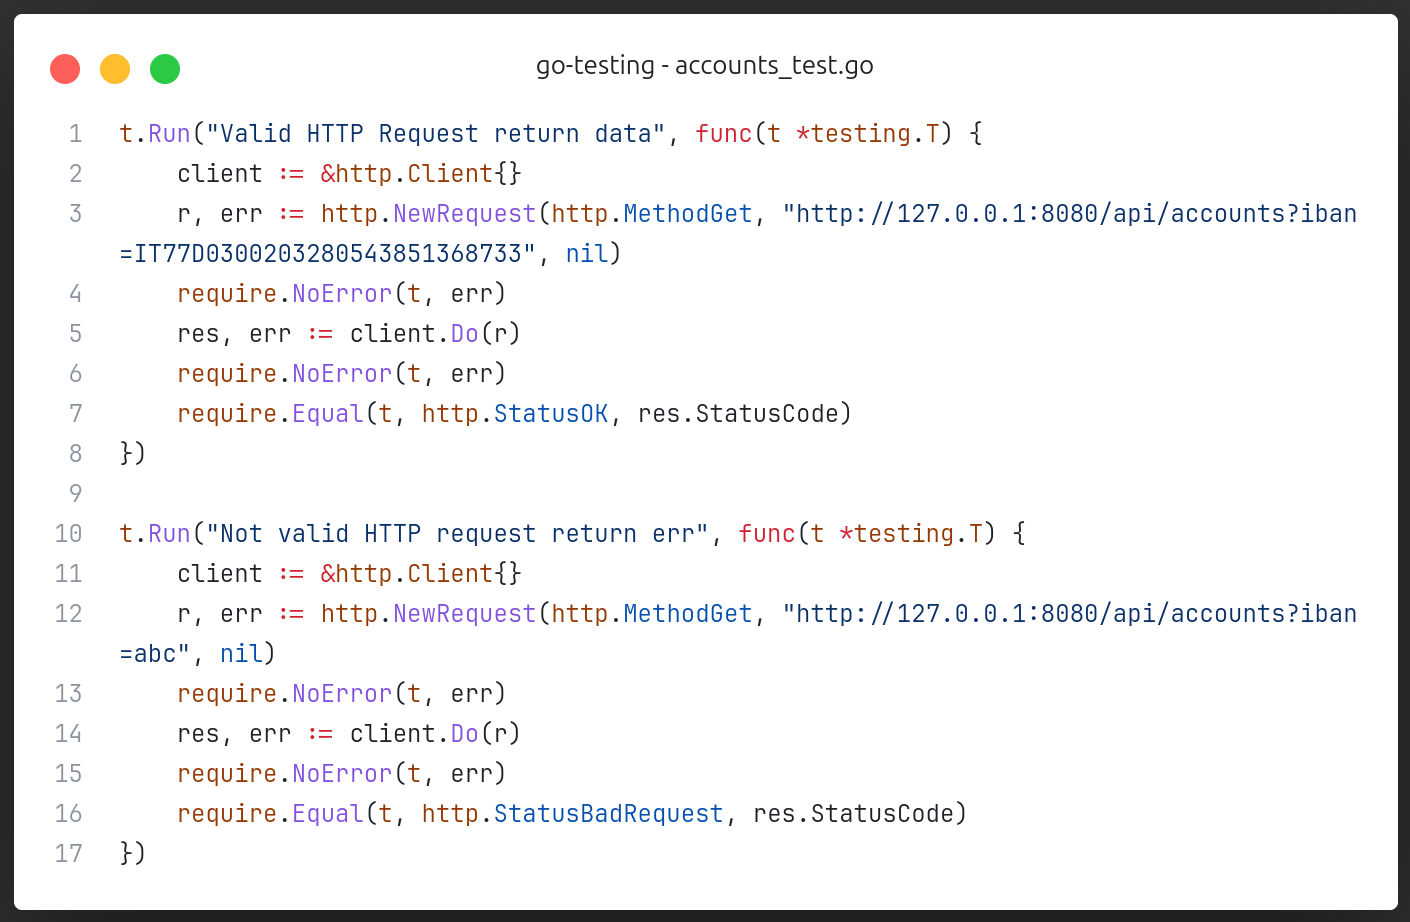 go-testing - accounts_test.go
1 t.Run("Valid HTTP Request return data", func(t *testing.T) {
2     client := &http.Client{}
3     r, err := http.NewRequest(http.MethodGet, "http://127.0.0.1:8080/api/accounts?iban
=IT77D0300203280543851368733", nil)
4     require.NoError(t, err)
5     res, err := client.Do(r)
6     require.NoError(t, err)
7     require.Equal(t, http.StatusOK, res.StatusCode)
8 })
9
10 t.Run("Not valid HTTP request return err", func(t *testing.T) {
11     client := &http.Client{}
12     r, err := http.NewRequest(http.MethodGet, "http://127.0.0.1:8080/api/accounts?iban
=abc", nil)
13     require.NoError(t, err)
14     res, err := client.Do(r)
15     require.NoError(t, err)
16     require.Equal(t, http.StatusBadRequest, res.StatusCode)
17 })